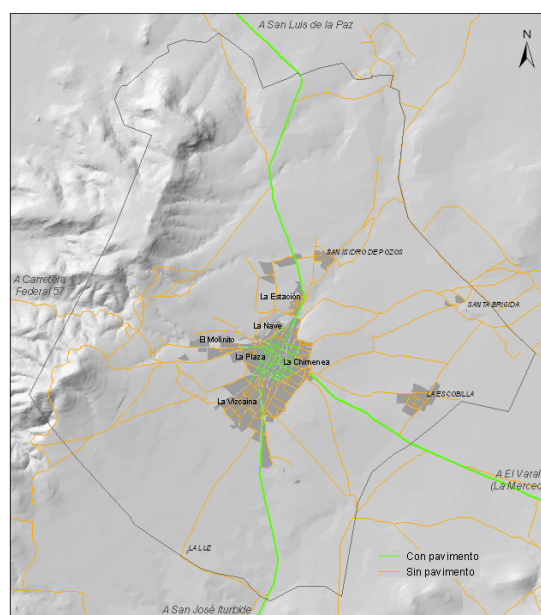 A San Luis de la Paz
N
SAN ISIDRO DE POZOS
A Carretera
Federal 57
La Estación
SANTA BRIGIDA
La Nave
El Molinito
La Plaza
La Chimenea
La Vizcaina
LA ESCOBILLA
A El Varal
(La Merced
LA LUZ
Con pavimento
Sin pavimento
A San José Iturbide